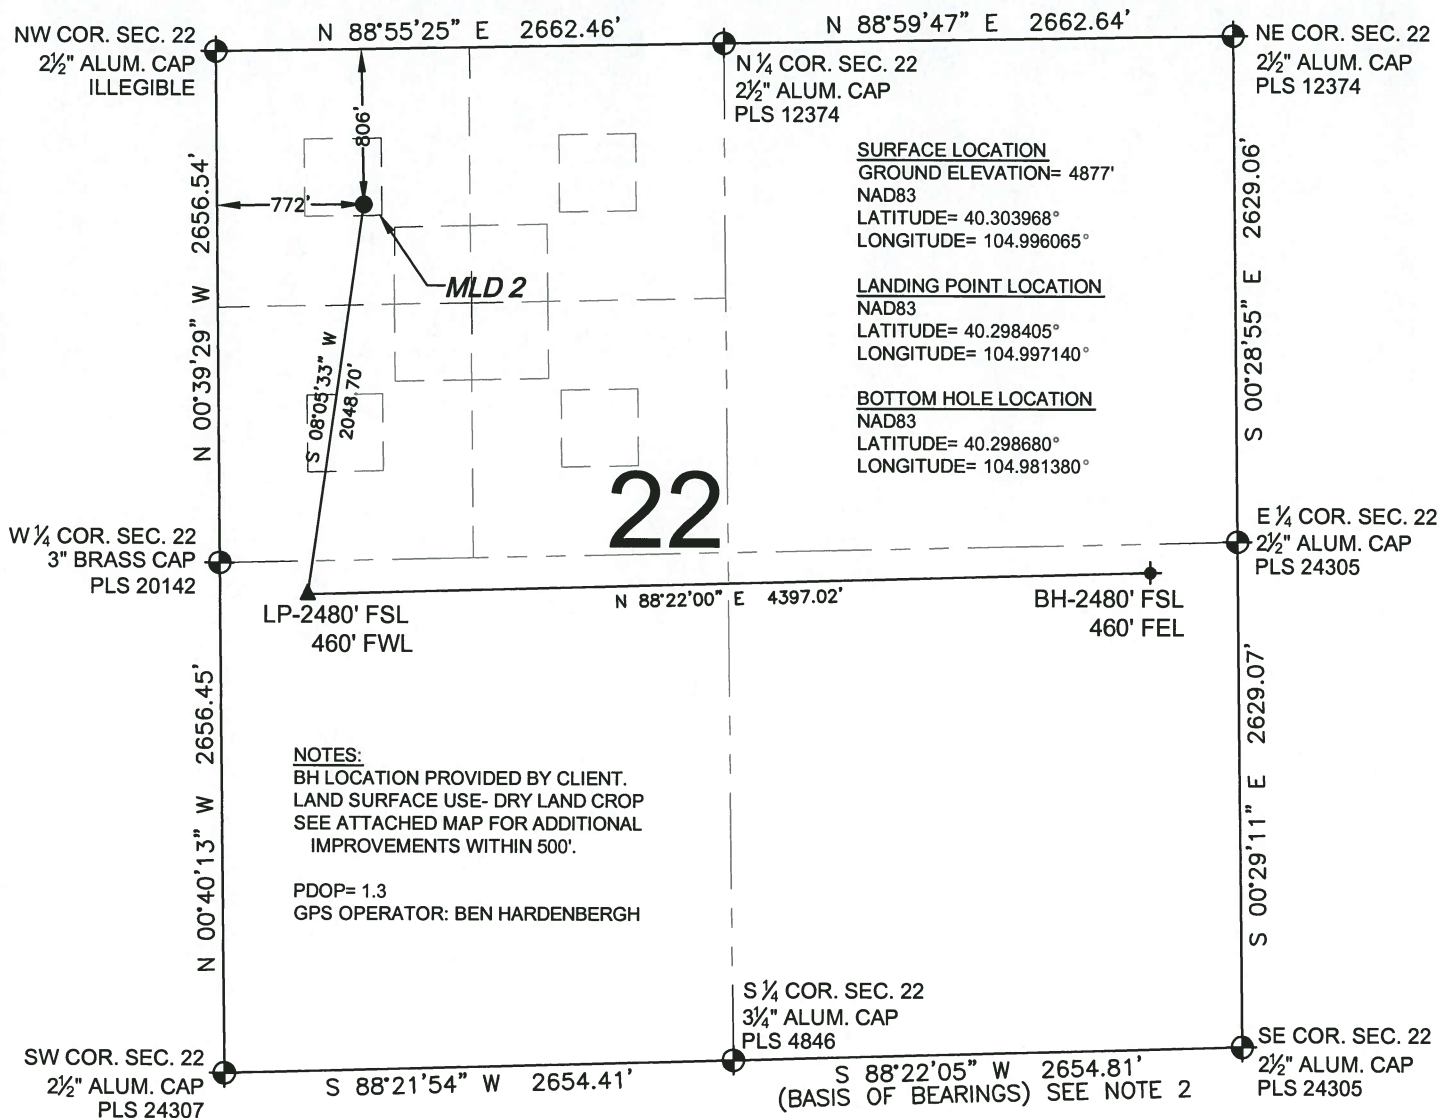 N 88°55'25" E 2662.46'
N 88°59'47" E 2662.64'
NW COR. SEC. 22
2½" ALUM. CAP
ILLEGIBLE
N ¼ COR. SEC. 22
2½" ALUM. CAP
PLS 12374
NE COR. SEC. 22
2½" ALUM. CAP
PLS 12374
806'
772'
MLD 2
N 00°39'29" W 2656.54'
S 08°05'33" W
2048.70'
SURFACE LOCATION
GROUND ELEVATION= 4877'
NAD83
LATITUDE= 40.303968°
LONGITUDE= 104.996065°
LANDING POINT LOCATION
NAD83
LATITUDE= 40.298405°
LONGITUDE= 104.997140°
BOTTOM HOLE LOCATION
NAD83
LATITUDE= 40.298680°
LONGITUDE= 104.981380°
S 00°28'55" E 2629.06'
22
W ¼ COR. SEC. 22
3" BRASS CAP
PLS 20142
E ¼ COR. SEC. 22
2½" ALUM. CAP
PLS 24305
LP-2480' FSL
460' FWL
N 88°22'00" E 4397.02'
BH-2480' FSL
460' FEL
N 00°40'13" W 2656.45'
NOTES:
BH LOCATION PROVIDED BY CLIENT.
LAND SURFACE USE- DRY LAND CROP
SEE ATTACHED MAP FOR ADDITIONAL
IMPROVEMENTS WITHIN 500'.
PDOP= 1.3
GPS OPERATOR: BEN HARDENBERGH
S 00°29'11" E 2629.07'
S ¼ COR. SEC. 22
3¼" ALUM. CAP
PLS 4846
SW COR. SEC. 22
2½" ALUM. CAP
PLS 24307
SE COR. SEC. 22
2½" ALUM. CAP
PLS 24305
S 88°21'54" W 2654.41'
S 88°22'05" W 2654.81'
(BASIS OF BEARINGS) SEE NOTE 2